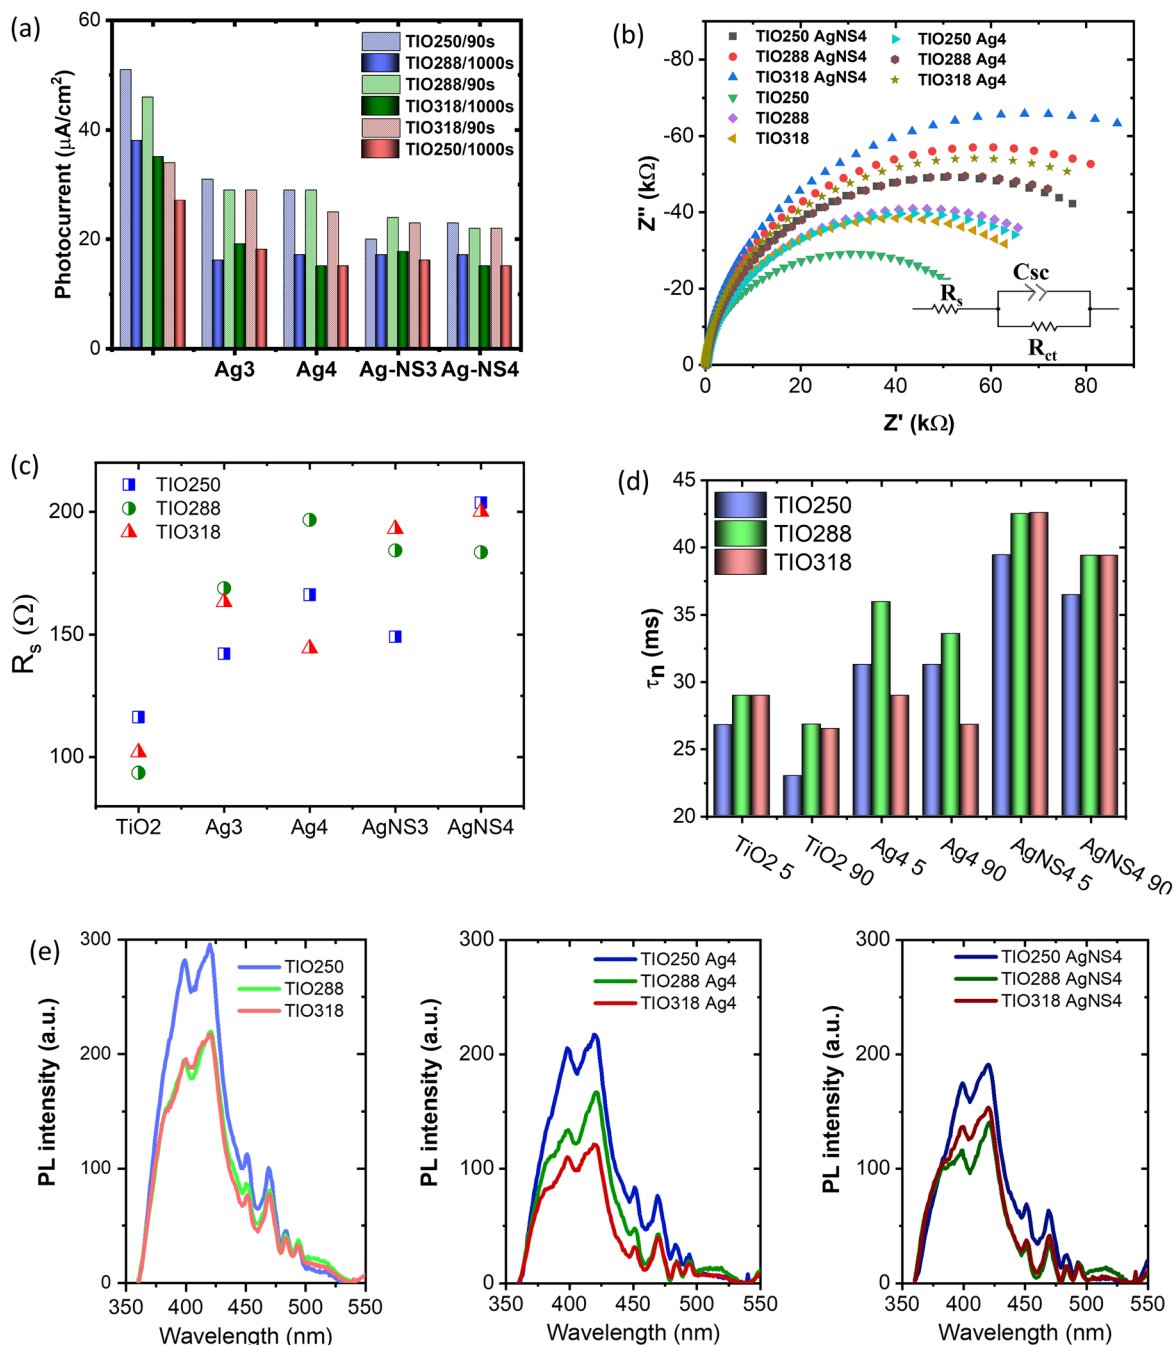 (a)
60
40
20
0
Photocurrent (μA/cm²)
TIO250/90s
TIO288/1000s
TIO288/90s
TIO318/1000s
TIO318/90s
TIO250/1000s
Ag3 Ag4 Ag-NS3 Ag-NS4
(b)
-80
-60
-40
-20
0
Z'' (kΩ)
TIO250 AgNS4
TIO288 AgNS4
TIO318 AgNS4
TIO250
TIO288
TIO318
TIO250 Ag4
TIO288 Ag4
TIO318 Ag4
Csc
Rs
Rct
0 20 40 60 80
Z' (kΩ)
(c)
200
150
100
Rs (Ω)
TIO250
TIO288
TIO318
TiO2 Ag3 Ag4 AgNS3 AgNS4
(d)
45
40
35
30
25
20
τn (ms)
TIO250
TIO288
TIO318
TiO2 5 TiO2 90 Ag4 5 Ag4 90 AgNS4 5 AgNS4 90
(e)
300
200
100
0
PL intensity (a.u.)
TIO250
TIO288
TIO318
350 400 450 500 550
Wavelength (nm)
300
200
100
0
PL intensity (a.u.)
TIO250 Ag4
TIO288 Ag4
TIO318 Ag4
350 400 450 500 550
Wavelength (nm)
300
200
100
0
PL intensity (a.u.)
TIO250 AgNS4
TIO288 AgNS4
TIO318 AgNS4
350 400 450 500 550
Wavelength (nm)